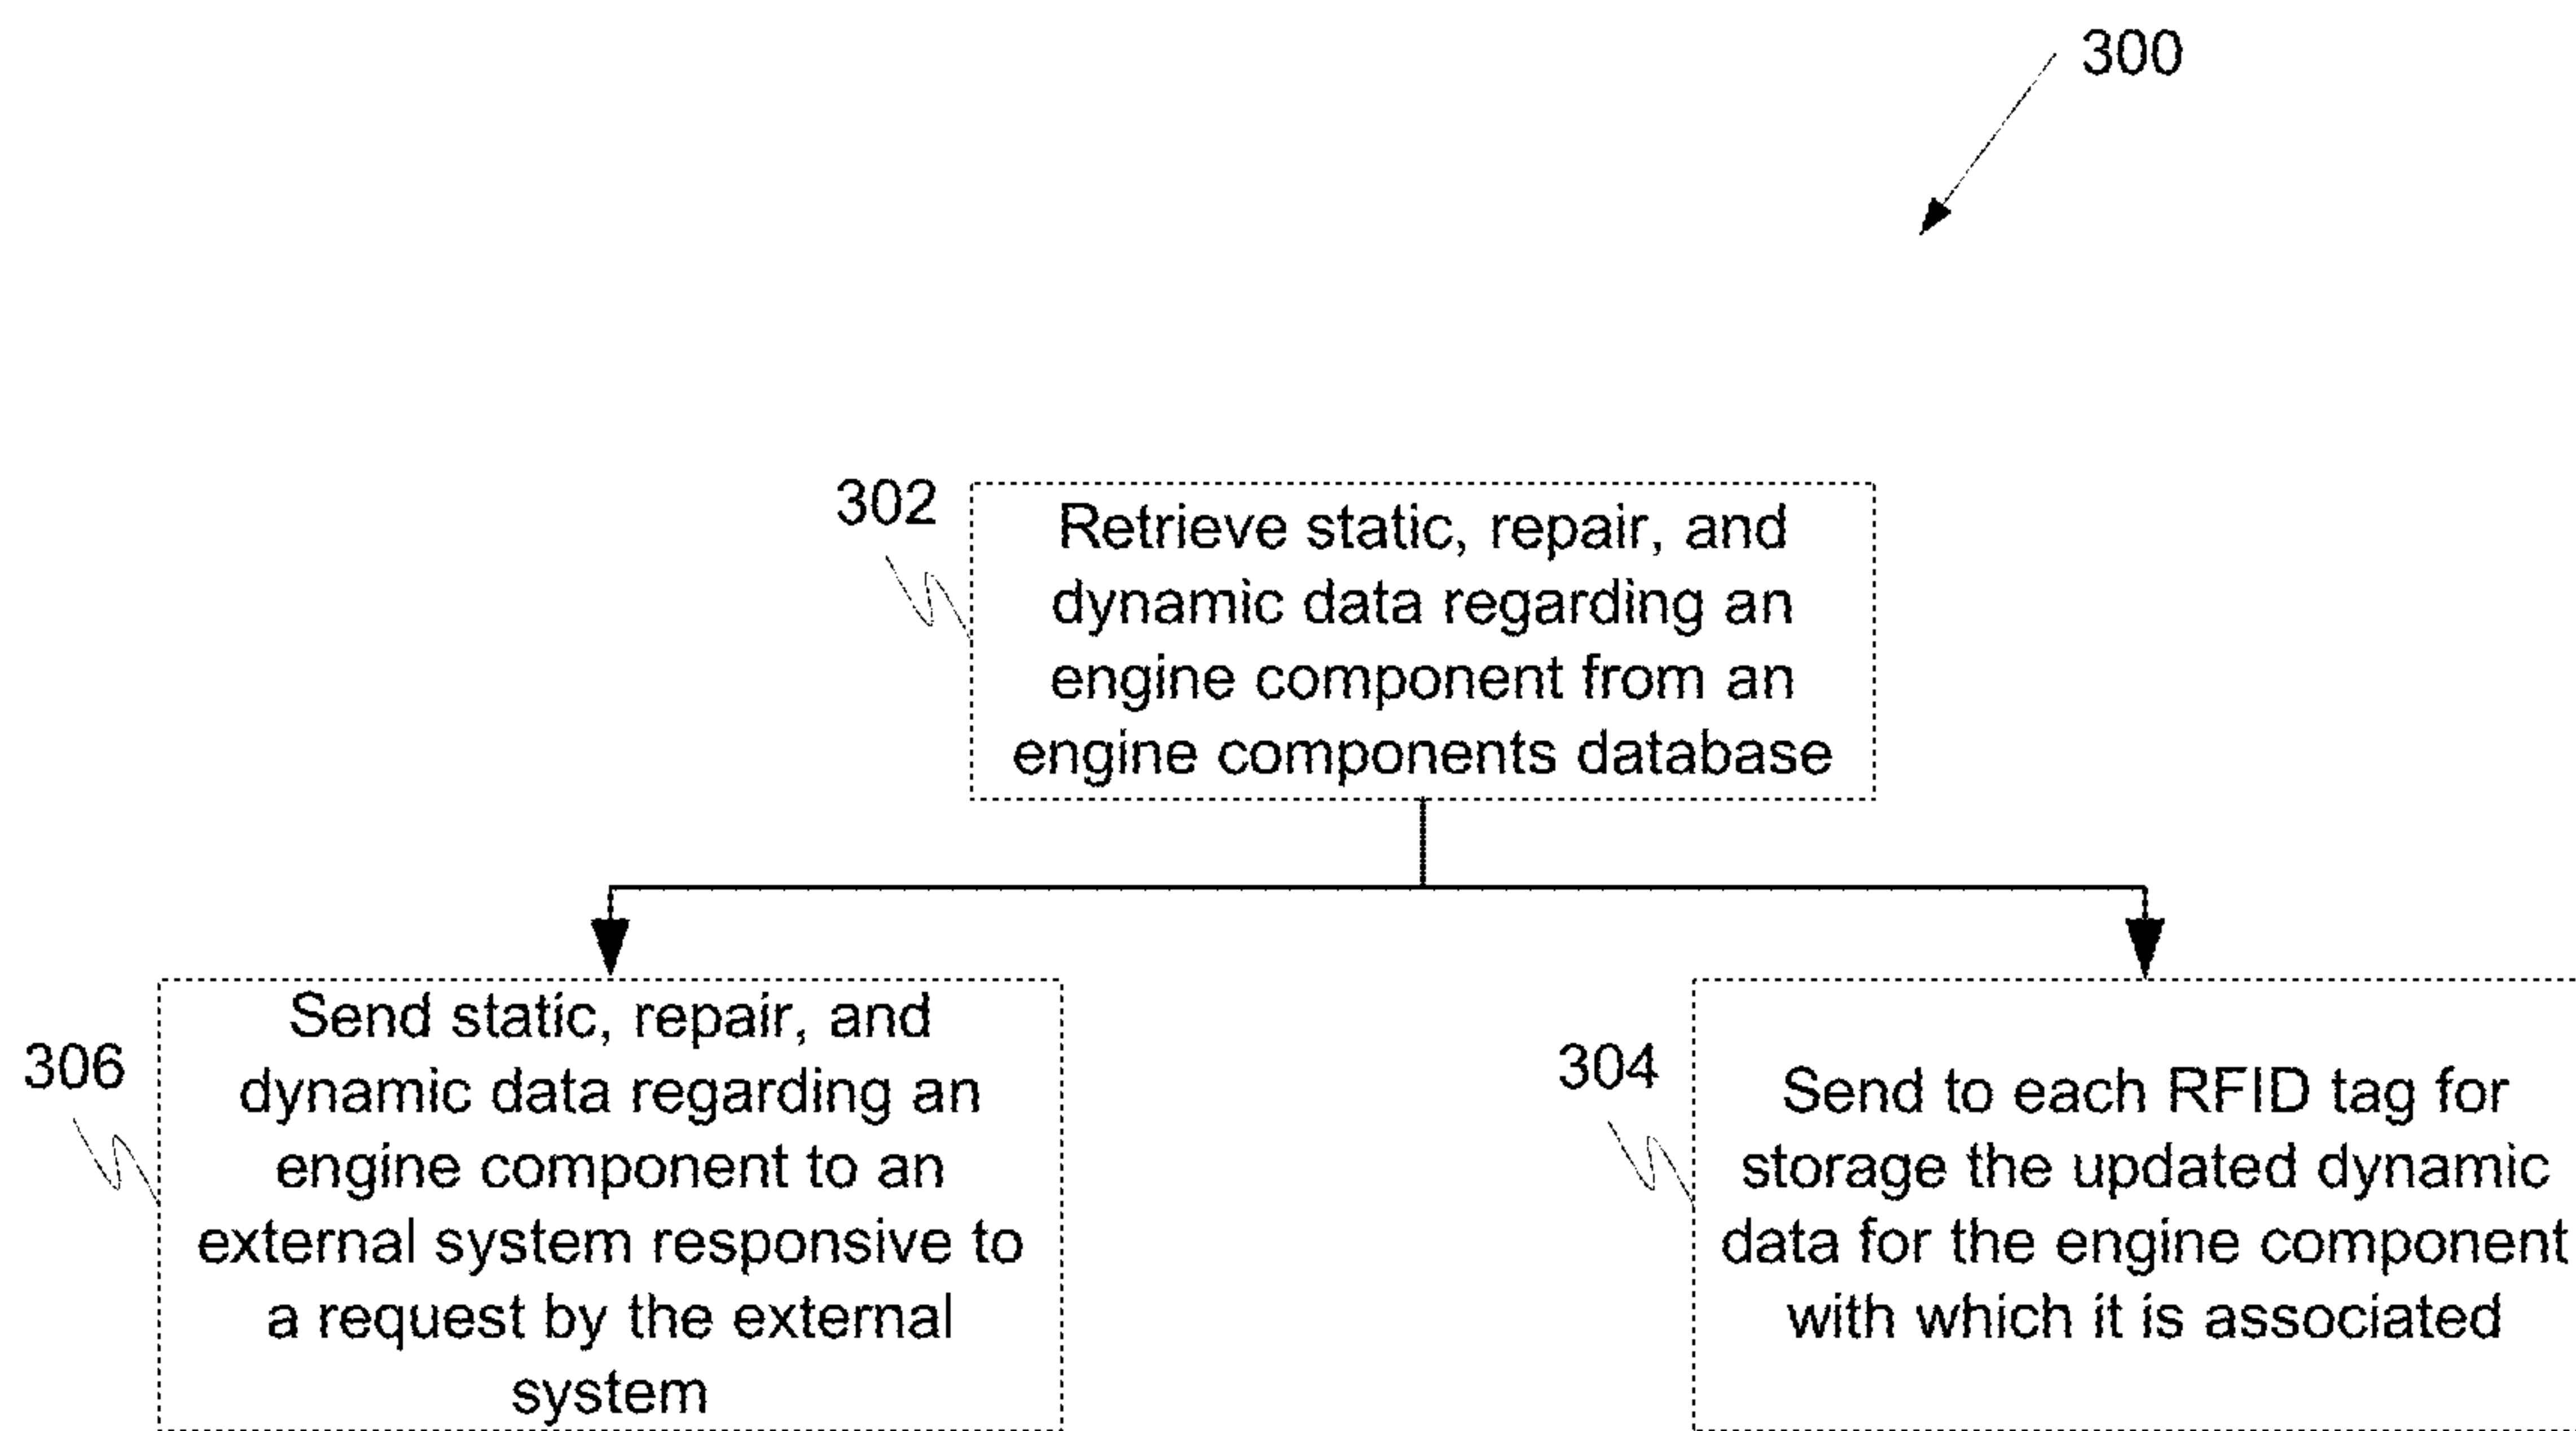 300
302
Retrieve static, repair, and
dynamic data regarding an
engine component from an
engine components database
306
Send static, repair, and
dynamic data regarding an
engine component to an
external system responsive to
a request by the external
system
304
Send to each RFID tag for
storage the updated dynamic
data for the engine component
with which it is associated